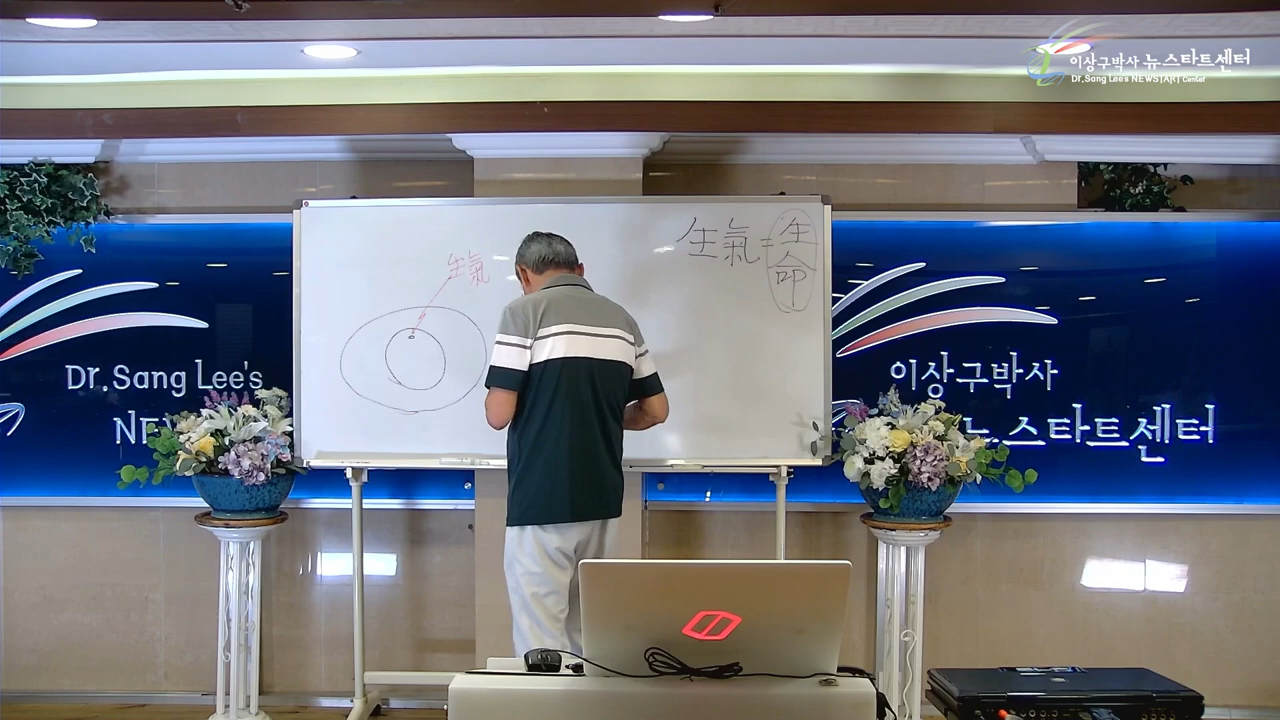 이상구박사 뉴스타트센터
Dr.Sang Lee's NEWSTART Center
生氣
生氣=生命
Dr.Sang Lee's
NEW
이상구박사
뉴스타트센터